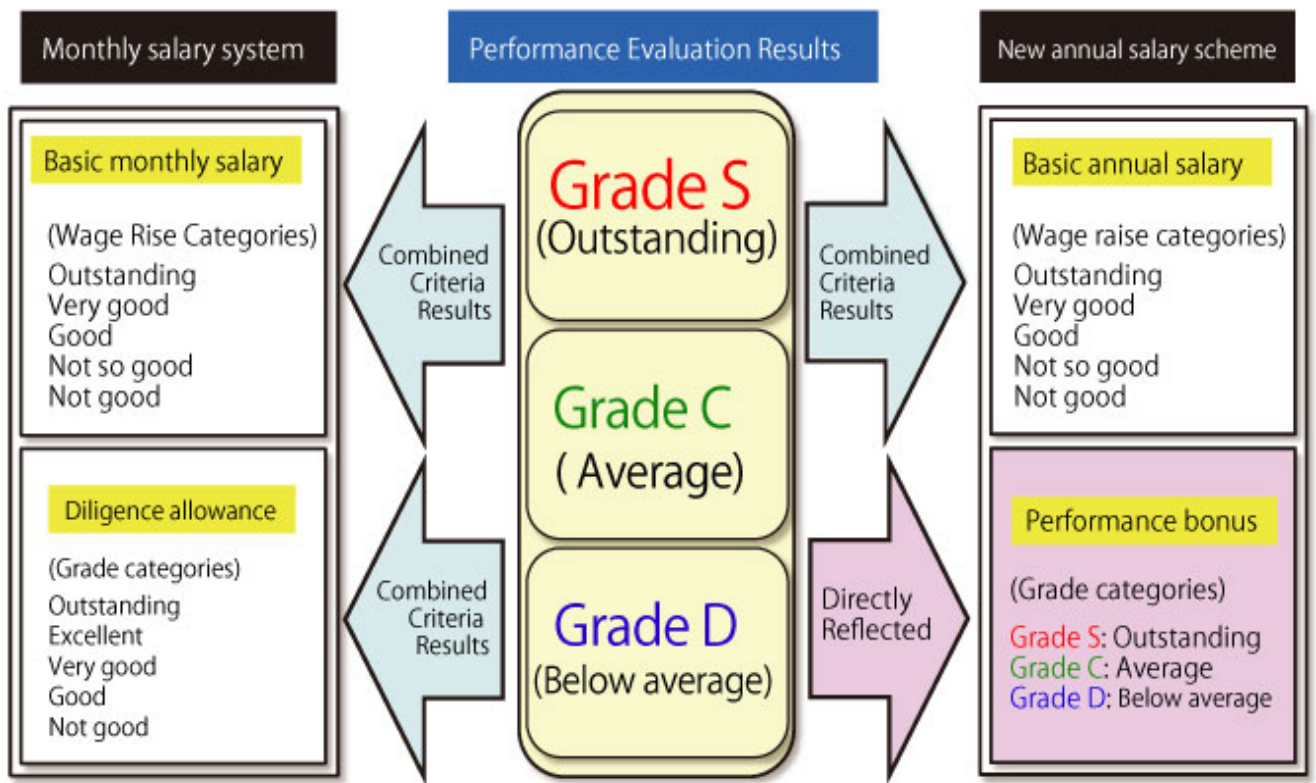 Monthly salary system
Performance Evaluation Results
New annual salary scheme
Basic monthly salary
(Wage Rise Categories)
Outstanding
Very good
Good
Not so good
Not good
Diligence allowance
(Grade categories)
Outstanding
Excellent
Very good
Good
Not good
Combined
Criteria
Results
Combined
Criteria
Results
Grade S
(Outstanding)
Grade C
( Average)
Grade D
(Below average)
Combined
Criteria
Results
Directly
Reflected
Basic annual salary
(Wage raise categories)
Outstanding
Very good
Good
Not so good
Not good
Performance bonus
(Grade categories)
Grade S: Outstanding
Grade C: Average
Grade D: Below average